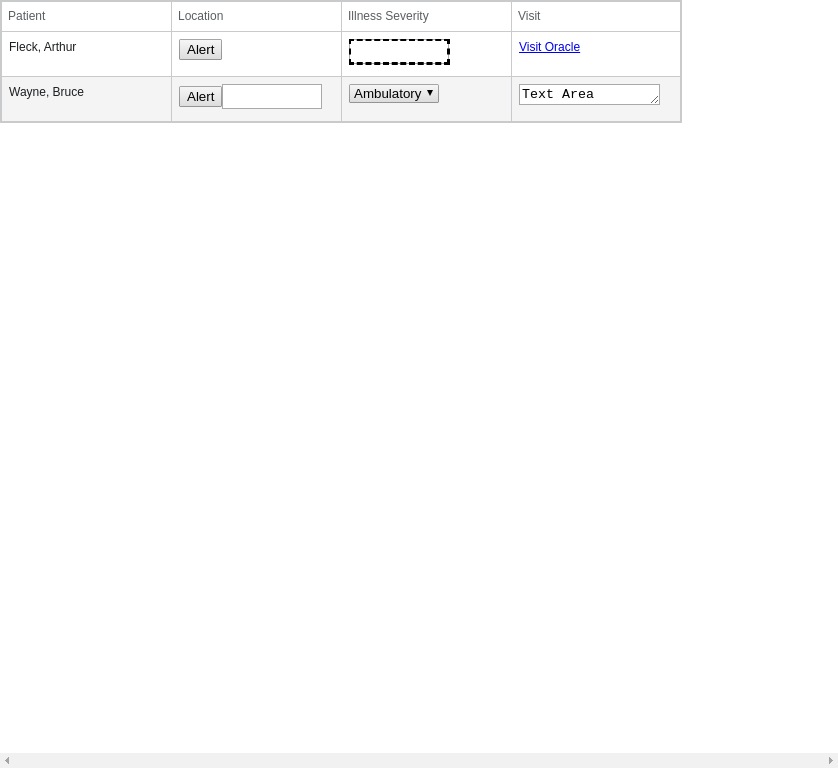 Patient Location Illness Severity Visit
Fleck, Arthur Alert Visit Oracle
Wayne, Bruce Alert Ambulatory Text Area